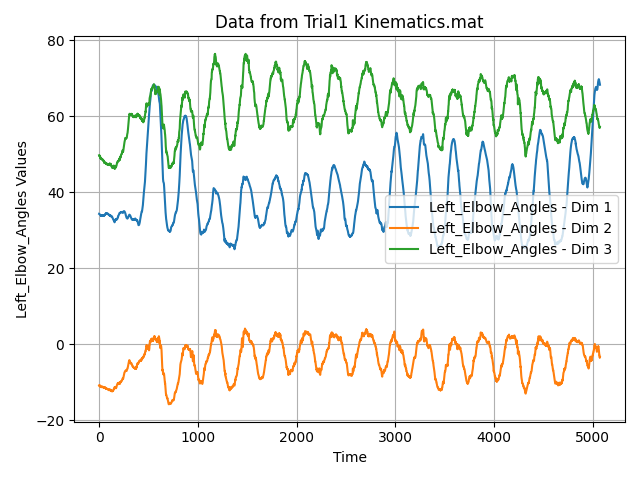 Data from Trial1 Kinematics.mat
80
60
40
20
0
−20
Left_Elbow_Angles Values
Left_Elbow_Angles - Dim 1
Left_Elbow_Angles - Dim 2
Left_Elbow_Angles - Dim 3
0 1000 2000 3000 4000 5000
Time